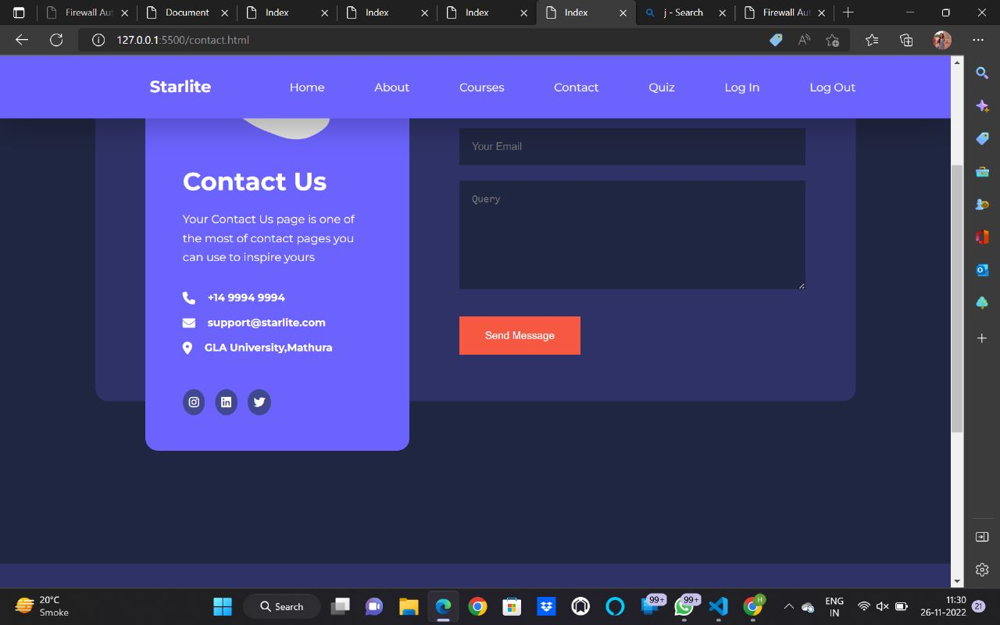 Firewall Aut
Document
Index
Index
Index
Index
j - Search
Firewall Aut
127.0.0.1:5500/contact.html
Starlite
Home
About
Courses
Contact
Quiz
Log In
Log Out
Your Email
Query
Send Message
Contact Us
Your Contact Us page is one of
the most of contact pages you
can use to inspire yours
+14 9994 9994
support@starlite.com
GLA University,Mathura
20°C
Smoke
Search
99+
99+
H
ENG
IN
11:30
26-11-2022
21